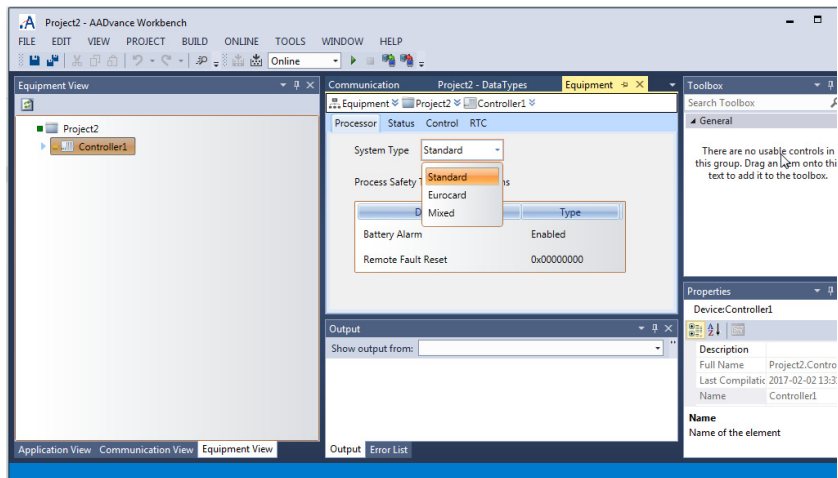 Project2 - AADvance Workbench
FILE EDIT VIEW PROJECT BUILD ONLINE TOOLS WINDOW HELP
Online
Equipment View
Project2
Controller1
Communication Project2 - DataTypes Equipment
Equipment Project2 Controller1
Processor Status Control RTC
System Type Standard
Process Safety
Standard
Eurocard
Mixed
Type
Battery Alarm Enabled
Remote Fault Reset 0x00000000
Output
Show output from:
Output Error List
Toolbox
Search Toolbox
General
There are no usable controls in
this group. Drag an item onto thi
text to add it to the toolbox.
Properties
Device:Controller1
Description
Full Name Project2.Contro
Last Compilatic 2017-02-02 13:3
Name Controller1
Name
Name of the element
Application View Communication View Equipment View